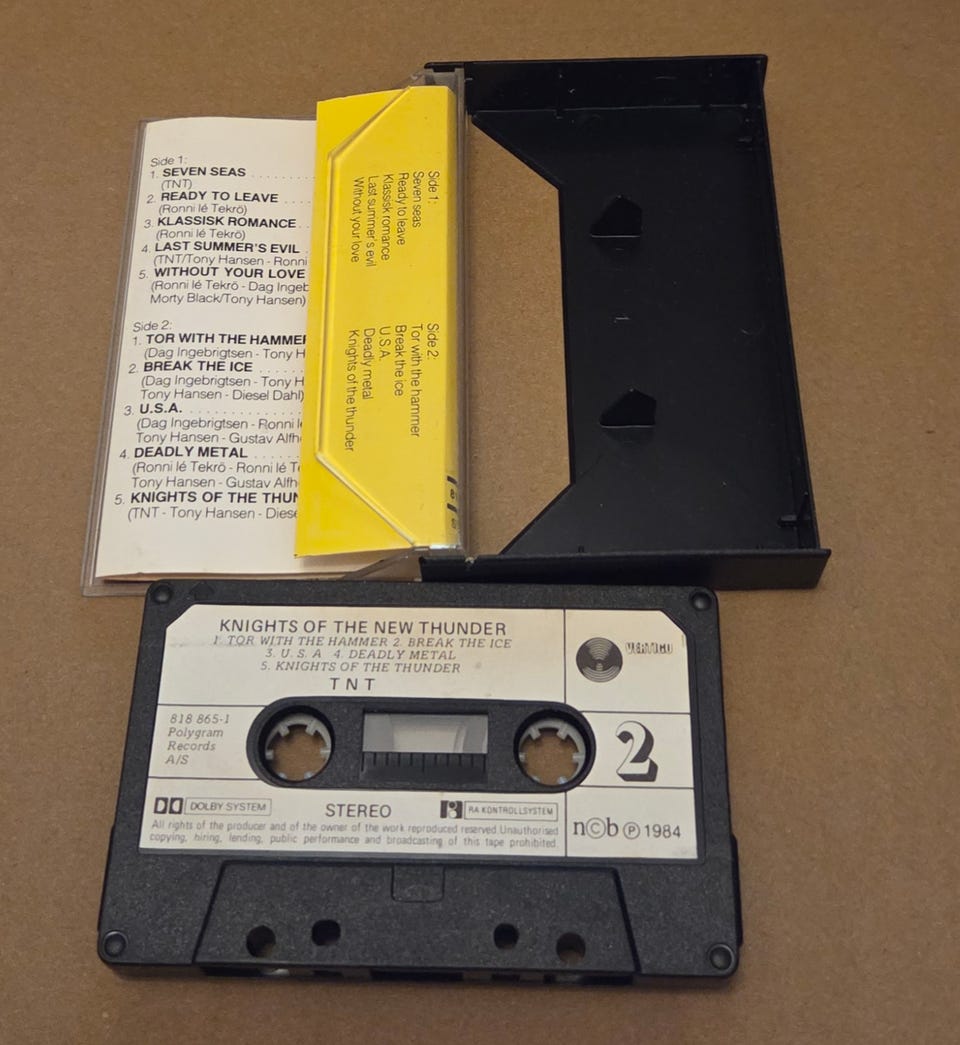 Side 1:
1. SEVEN SEAS . . . . . . . .
(TNT)
2. READY TO LEAVE . . . .
(Ronni lé Tekrö)
3. KLASSISK ROMANCE . .
(Ronni lé Tekrö)
4. LAST SUMMER'S EVIL .
(TNT/Tony Hansen - Ronni
5. WITHOUT YOUR LOVE
(Ronni lé Tekrö - Dag Ingeb
Morty Black/Tony Hansen)
Side 2:
1. TOR WITH THE HAMMER
(Dag Ingebrigtsen - Tony H
2. BREAK THE ICE . . . . . .
(Dag Ingebrigtsen - Tony H
Tony Hansen - Diesel Dahl)
3. U.S.A. . . . . . . . . . . . . .
(Dag Ingebrigtsen - Ronni l
Tony Hansen - Gustav Alfh
4. DEADLY METAL . . . . . .
(Ronni lé Tekrö - Ronni lé T
Tony Hansen - Gustav Alfh
5. KNIGHTS OF THE THUN
(TNT - Tony Hansen - Diese
Side 1:
Seven seas
Ready to leave
Klassisk romance
Last summer's evil
Without your love
Side 2:
Tor with the hammer
Break the ice
U.S.A.
Deadly metal
Knights of the thunder
KNIGHTS OF THE NEW THUNDER
1. TOR WITH THE HAMMER 2. BREAK THE ICE
3. U. S. A 4. DEADLY METAL
5. KNIGHTS OF THE THUNDER
TNT
VERTIGO
818 865-1
Polygram
Records
A/S
2
DOLBY SYSTEM
STEREO
RA KONTROLLSYSTEM
All rights of the producer and of the owner of the work reproduced reserved. Unauthorised
copying, hiring, lending, public performance and broadcasting of this tape prohibited.
n©b ℗ 1984